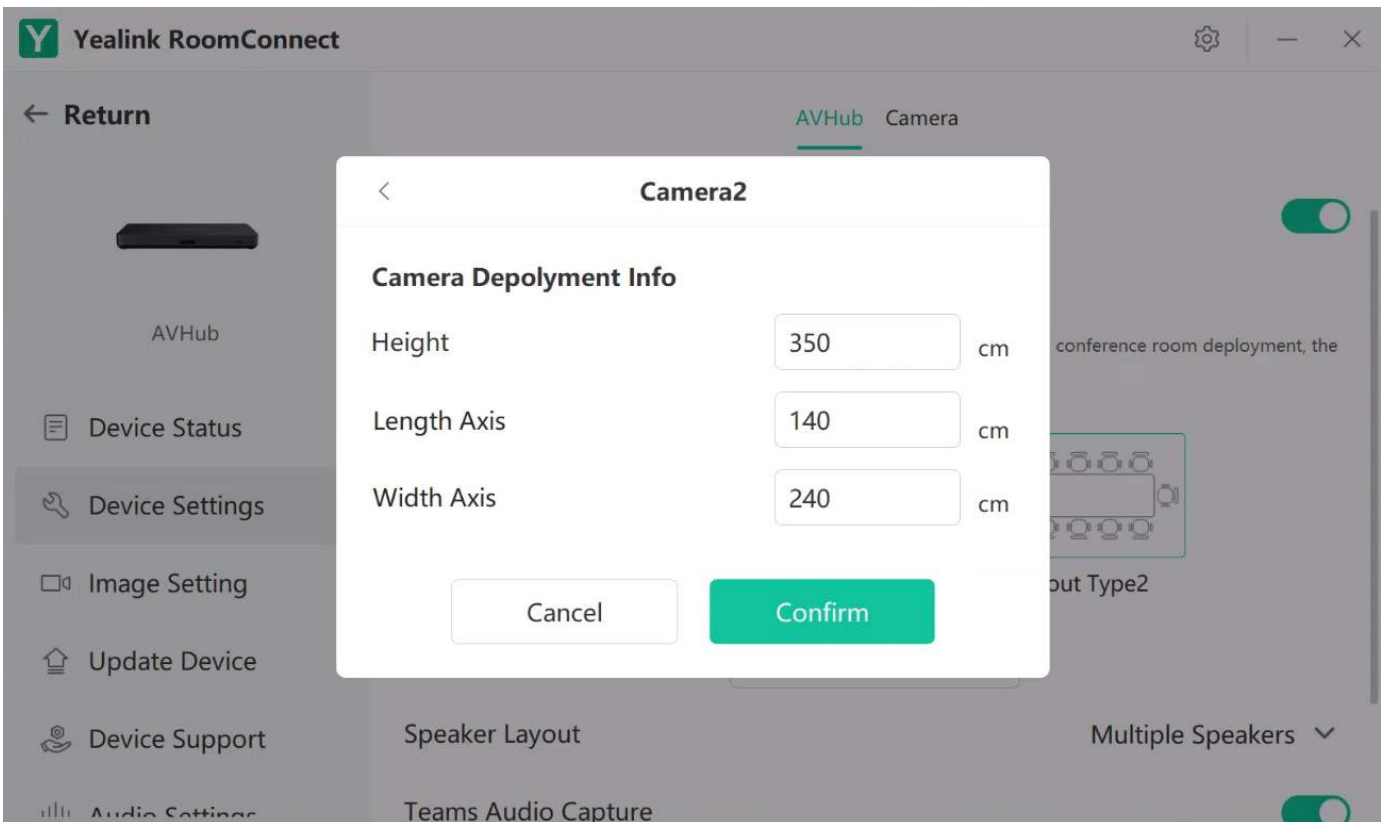 Y Yealink RoomConnect
Return
AVHub Camera
Camera2
Camera Depolyment Info
AVHub
Height 350 cm
conference room deployment, the
Length Axis 140 cm
Device Status
Width Axis 240 cm
Device Settings
Cancel Confirm
Image Setting
out Type2
Update Device
Speaker Layout Multiple Speakers
Device Support
Teams Audio Capture
Audio Settings